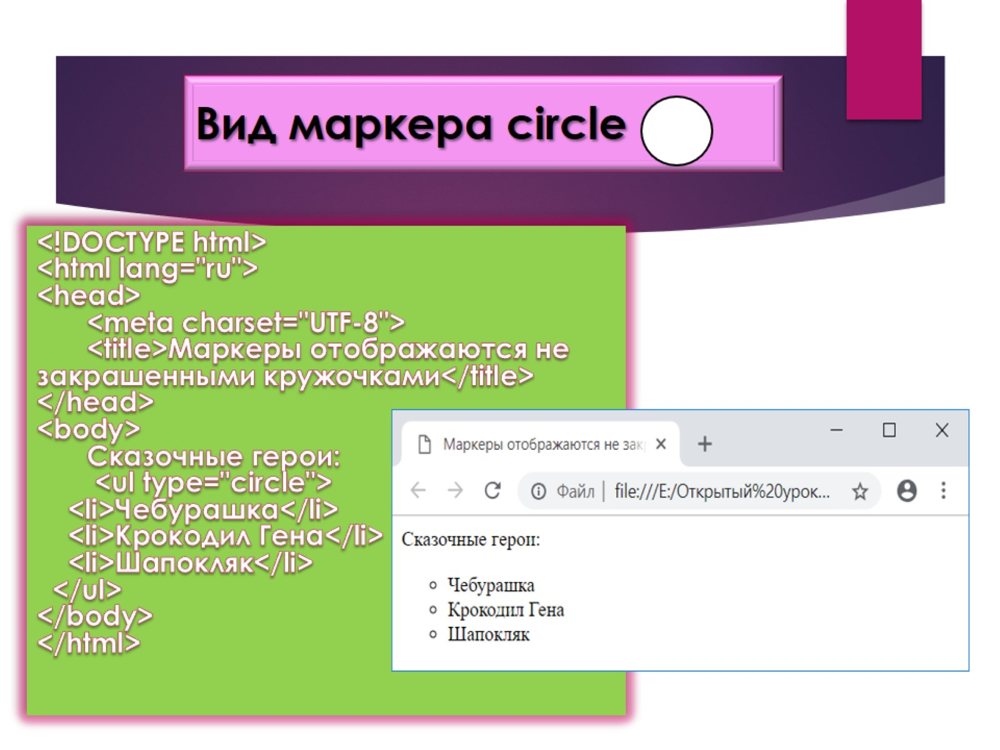 Вид маркера circle
<!DOCTYPE html>
<html lang="ru">
<head>
<meta charset="UTF-8">
<title>Маркеры отображаются не
закрашенными кружочками</title>
</head>
<body>
Сказочные герои:
<ul type="circle">
<li>Чебурашка</li>
<li>Крокодил Гена</li>
<li>Шапокляк</li>
</ul>
</body>
</html>
Маркеры отображаются не зак
Файл | file:///E:/Открытый%20урок...
Сказочные герои:
Чебурашка
Крокодил Гена
Шапокляк